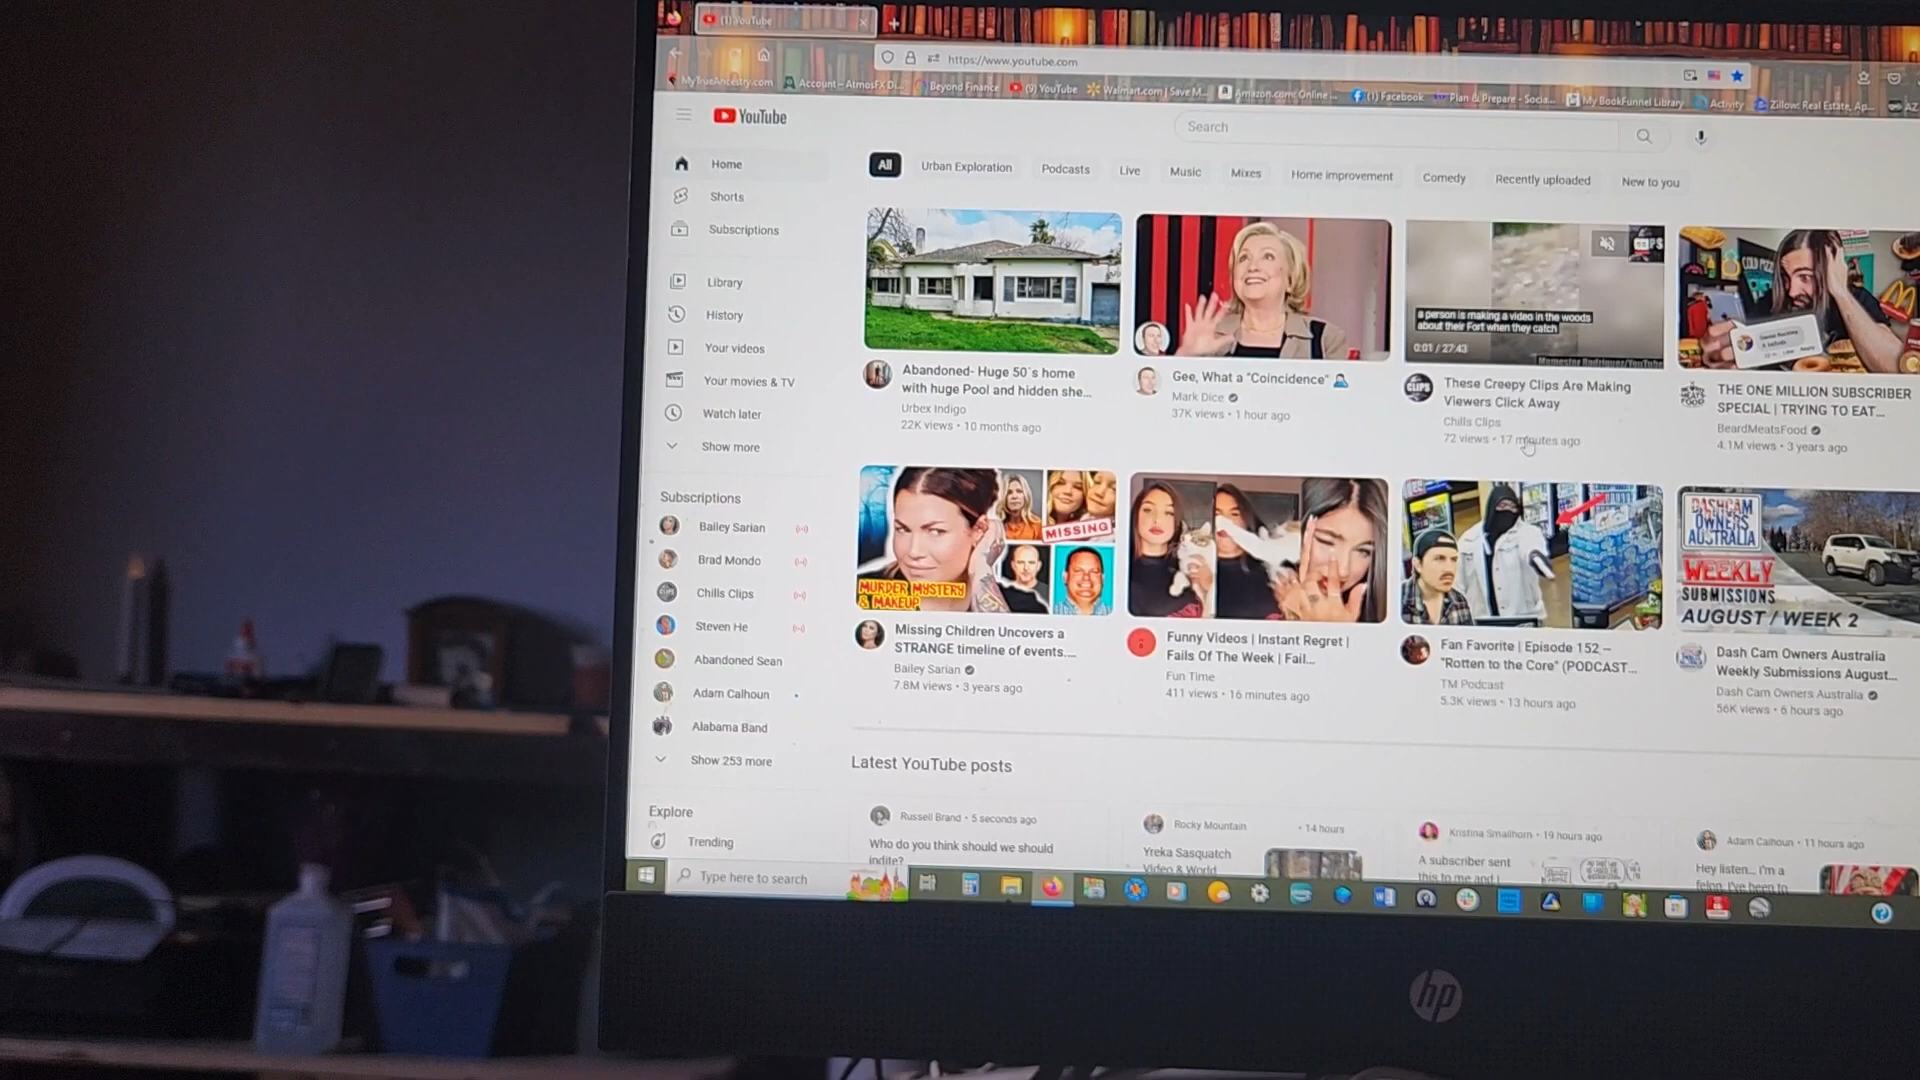 (1) YouTube
https://www.youtube.com
MyTrueAncestry.com
Account – AtmosFX Di...
Beyond Finance
(9) YouTube
Walmart.com | Save M...
Amazon.com: Online ...
(1) Facebook
Plan & Prepare - Socia...
My BookFunnel Library
Activity
Zillow: Real Estate, Ap...
AZ
YouTube
Search
Home
Shorts
Subscriptions
Library
History
Your videos
Your movies & TV
Watch later
Show more
Subscriptions
Bailey Sarian
Brad Mondo
Chills Clips
Steven He
Abandoned Sean
Adam Calhoun
Alabama Band
Show 253 more
Explore
Trending
All
Urban Exploration
Podcasts
Live
Music
Mixes
Home improvement
Comedy
Recently uploaded
New to you
Abandoned- Huge 50´s home
with huge Pool and hidden she...
Urbex Indigo
22K views • 10 months ago
Gee, What a "Coincidence"
Mark Dice
37K views • 1 hour ago
a person is making a video in the woods
about their Fort when they catch
0:01 / 27:43
CLIPS
These Creepy Clips Are Making
Viewers Click Away
Chills Clips
72 views • 17 minutes ago
THE ONE MILLION SUBSCRIBER
SPECIAL | TRYING TO EAT...
BeardMeatsFood
4.1M views • 3 years ago
MISSING
MURDER MYSTERY
& MAKEUP
Missing Children Uncovers a
STRANGE timeline of events....
Bailey Sarian
7.8M views • 3 years ago
Funny Videos | Instant Regret |
Fails Of The Week | Fail...
Fun Time
411 views • 16 minutes ago
Fan Favorite | Episode 152 –
"Rotten to the Core" (PODCAST...
TM Podcast
5.3K views • 13 hours ago
DASHCAM
OWNERS
AUSTRALIA
WEEKLY
SUBMISSIONS
AUGUST / WEEK 2
Dash Cam Owners Australia
Weekly Submissions August...
Dash Cam Owners Australia
56K views • 6 hours ago
Latest YouTube posts
Russell Brand • 5 seconds ago
Who do you think should we should
indite?
Rocky Mountain
• 14 hours
Yreka Sasquatch
Video & World
Kristina Smallhorn • 19 hours ago
A subscriber sent
this to me and I
Adam Calhoun • 11 hours ago
Hey listen... I'm a
felon, I've been to
Type here to search
hp